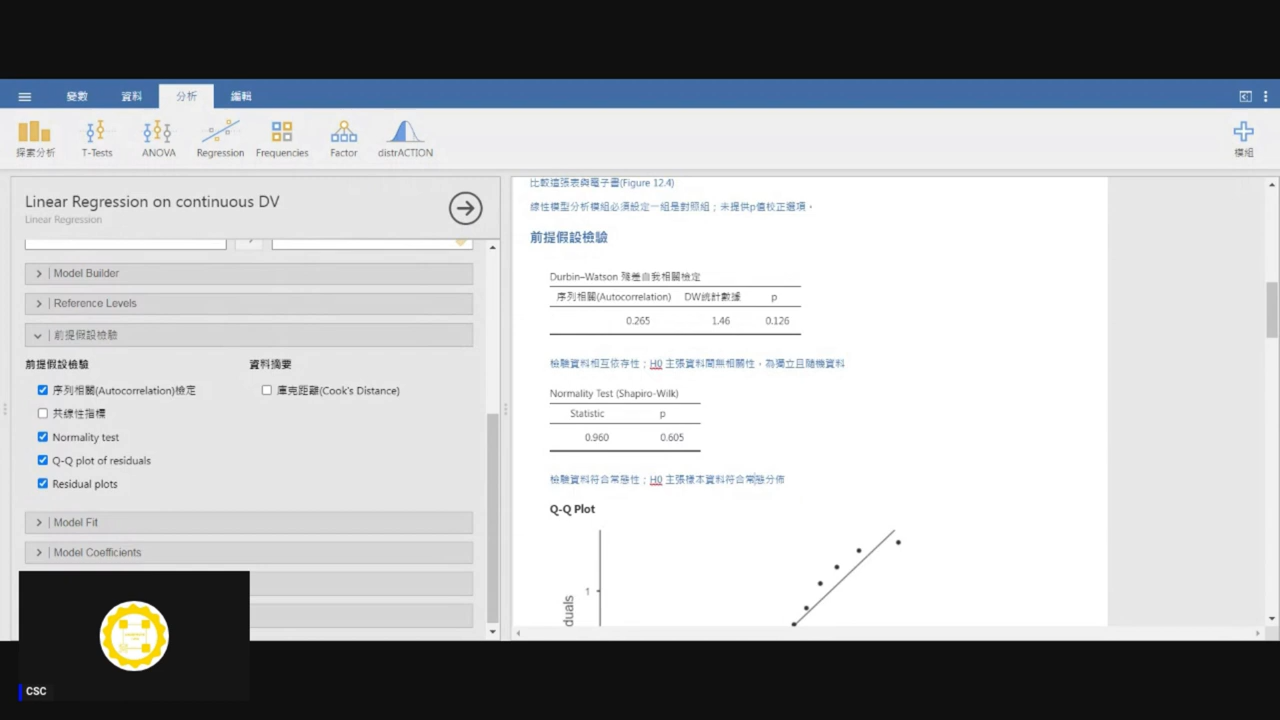 變數 資料 分析 編輯
探索分析 T-Tests ANOVA Regression Frequencies Factor distrACTION 模組
Linear Regression on continuous DV
Linear Regression
Model Builder
Reference Levels
前提假設檢驗
前提假設檢驗 資料摘要
序列相關(Autocorrelation)檢定 庫克距離(Cook's Distance)
共線性指標
Normality test
Q-Q plot of residuals
Residual plots
Model Fit
Model Coefficients
CSC
比較這張表與電子書(Figure 12.4)
線性模型分析模組必須設定一組是對照組；未提供p值校正選項。
前提假設檢驗
Durbin–Watson 殘差自我相關檢定
序列相關(Autocorrelation) DW統計數據 p
0.265 1.46 0.126
檢驗資料相互依存性；H0 主張資料間無相關性，為獨立且隨機資料
Normality Test (Shapiro-Wilk)
Statistic p
0.960 0.605
檢驗資料符合常態性；H0 主張樣本資料符合常態分佈
Q-Q Plot
1
duals